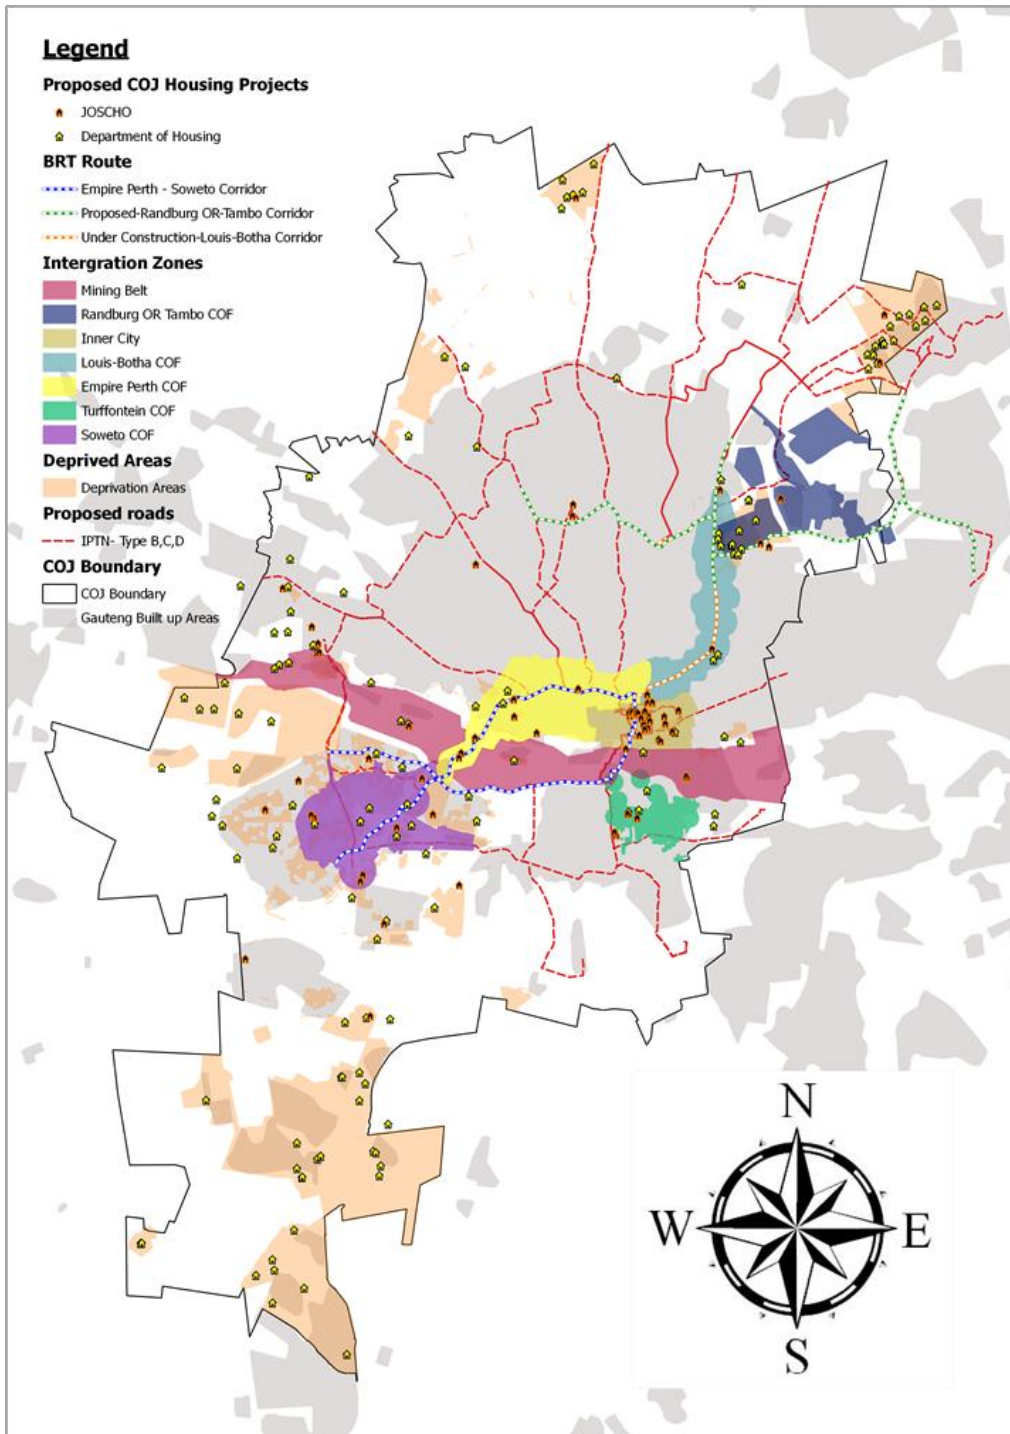 Legend
Proposed COJ Housing Projects
JOSCHO
Department of Housing
BRT Route
Empire Perth - Soweto Corridor
Proposed-Randburg OR-Tambo Corridor
Under Construction-Louis-Botha Corridor
Intergration Zones
Mining Belt
Randburg OR Tambo COF
Inner City
Louis-Botha COF
Empire Perth COF
Turffontein COF
Soweto COF
Deprived Areas
Deprivation Areas
Proposed roads
IPTN- Type B,C,D
COJ Boundary
COJ Boundary
Gauteng Built up Areas
N
W
E
S